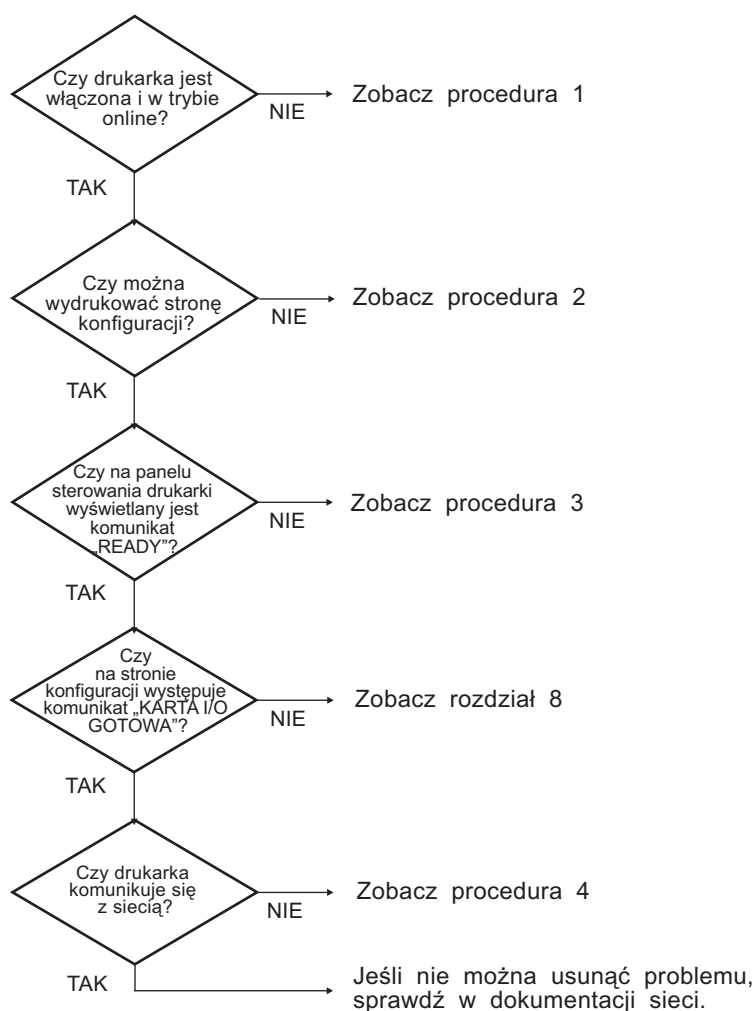 Czy drukarka jest
włączona i w trybie
online?
NIE
Zobacz procedura 1
TAK
Czy można
wydrukować stronę
konfiguracji?
NIE
Zobacz procedura 2
TAK
Czy na panelu
sterowania drukarki
wyświetlany jest
komunikat
„READY”?
NIE
Zobacz procedura 3
TAK
Czy
na stronie
konfiguracji występuje
komunikat „KARTA I/O
GOTOWA”?
NIE
Zobacz rozdział 8
TAK
Czy drukarka
komunikuje się
z siecią?
NIE
Zobacz procedura 4
TAK
Jeśli nie można usunąć problemu,
sprawdź w dokumentacji sieci.